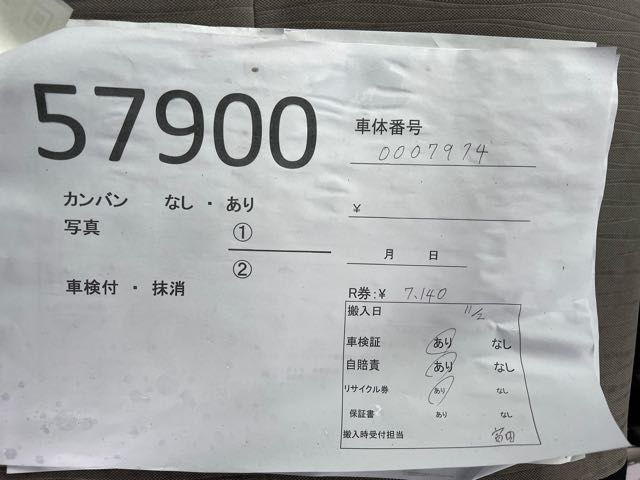 57900
車体番号
0007974
カンバン なし ・ あり
¥
写真 ①
②
月 日
車検付 ・ 抹消
R券:¥ 7,140
搬入日 11/2
車検証 あり なし
自賠責 あり なし
リサイクル券 あり なし
保証書 あり なし
搬入時受付担当 富田